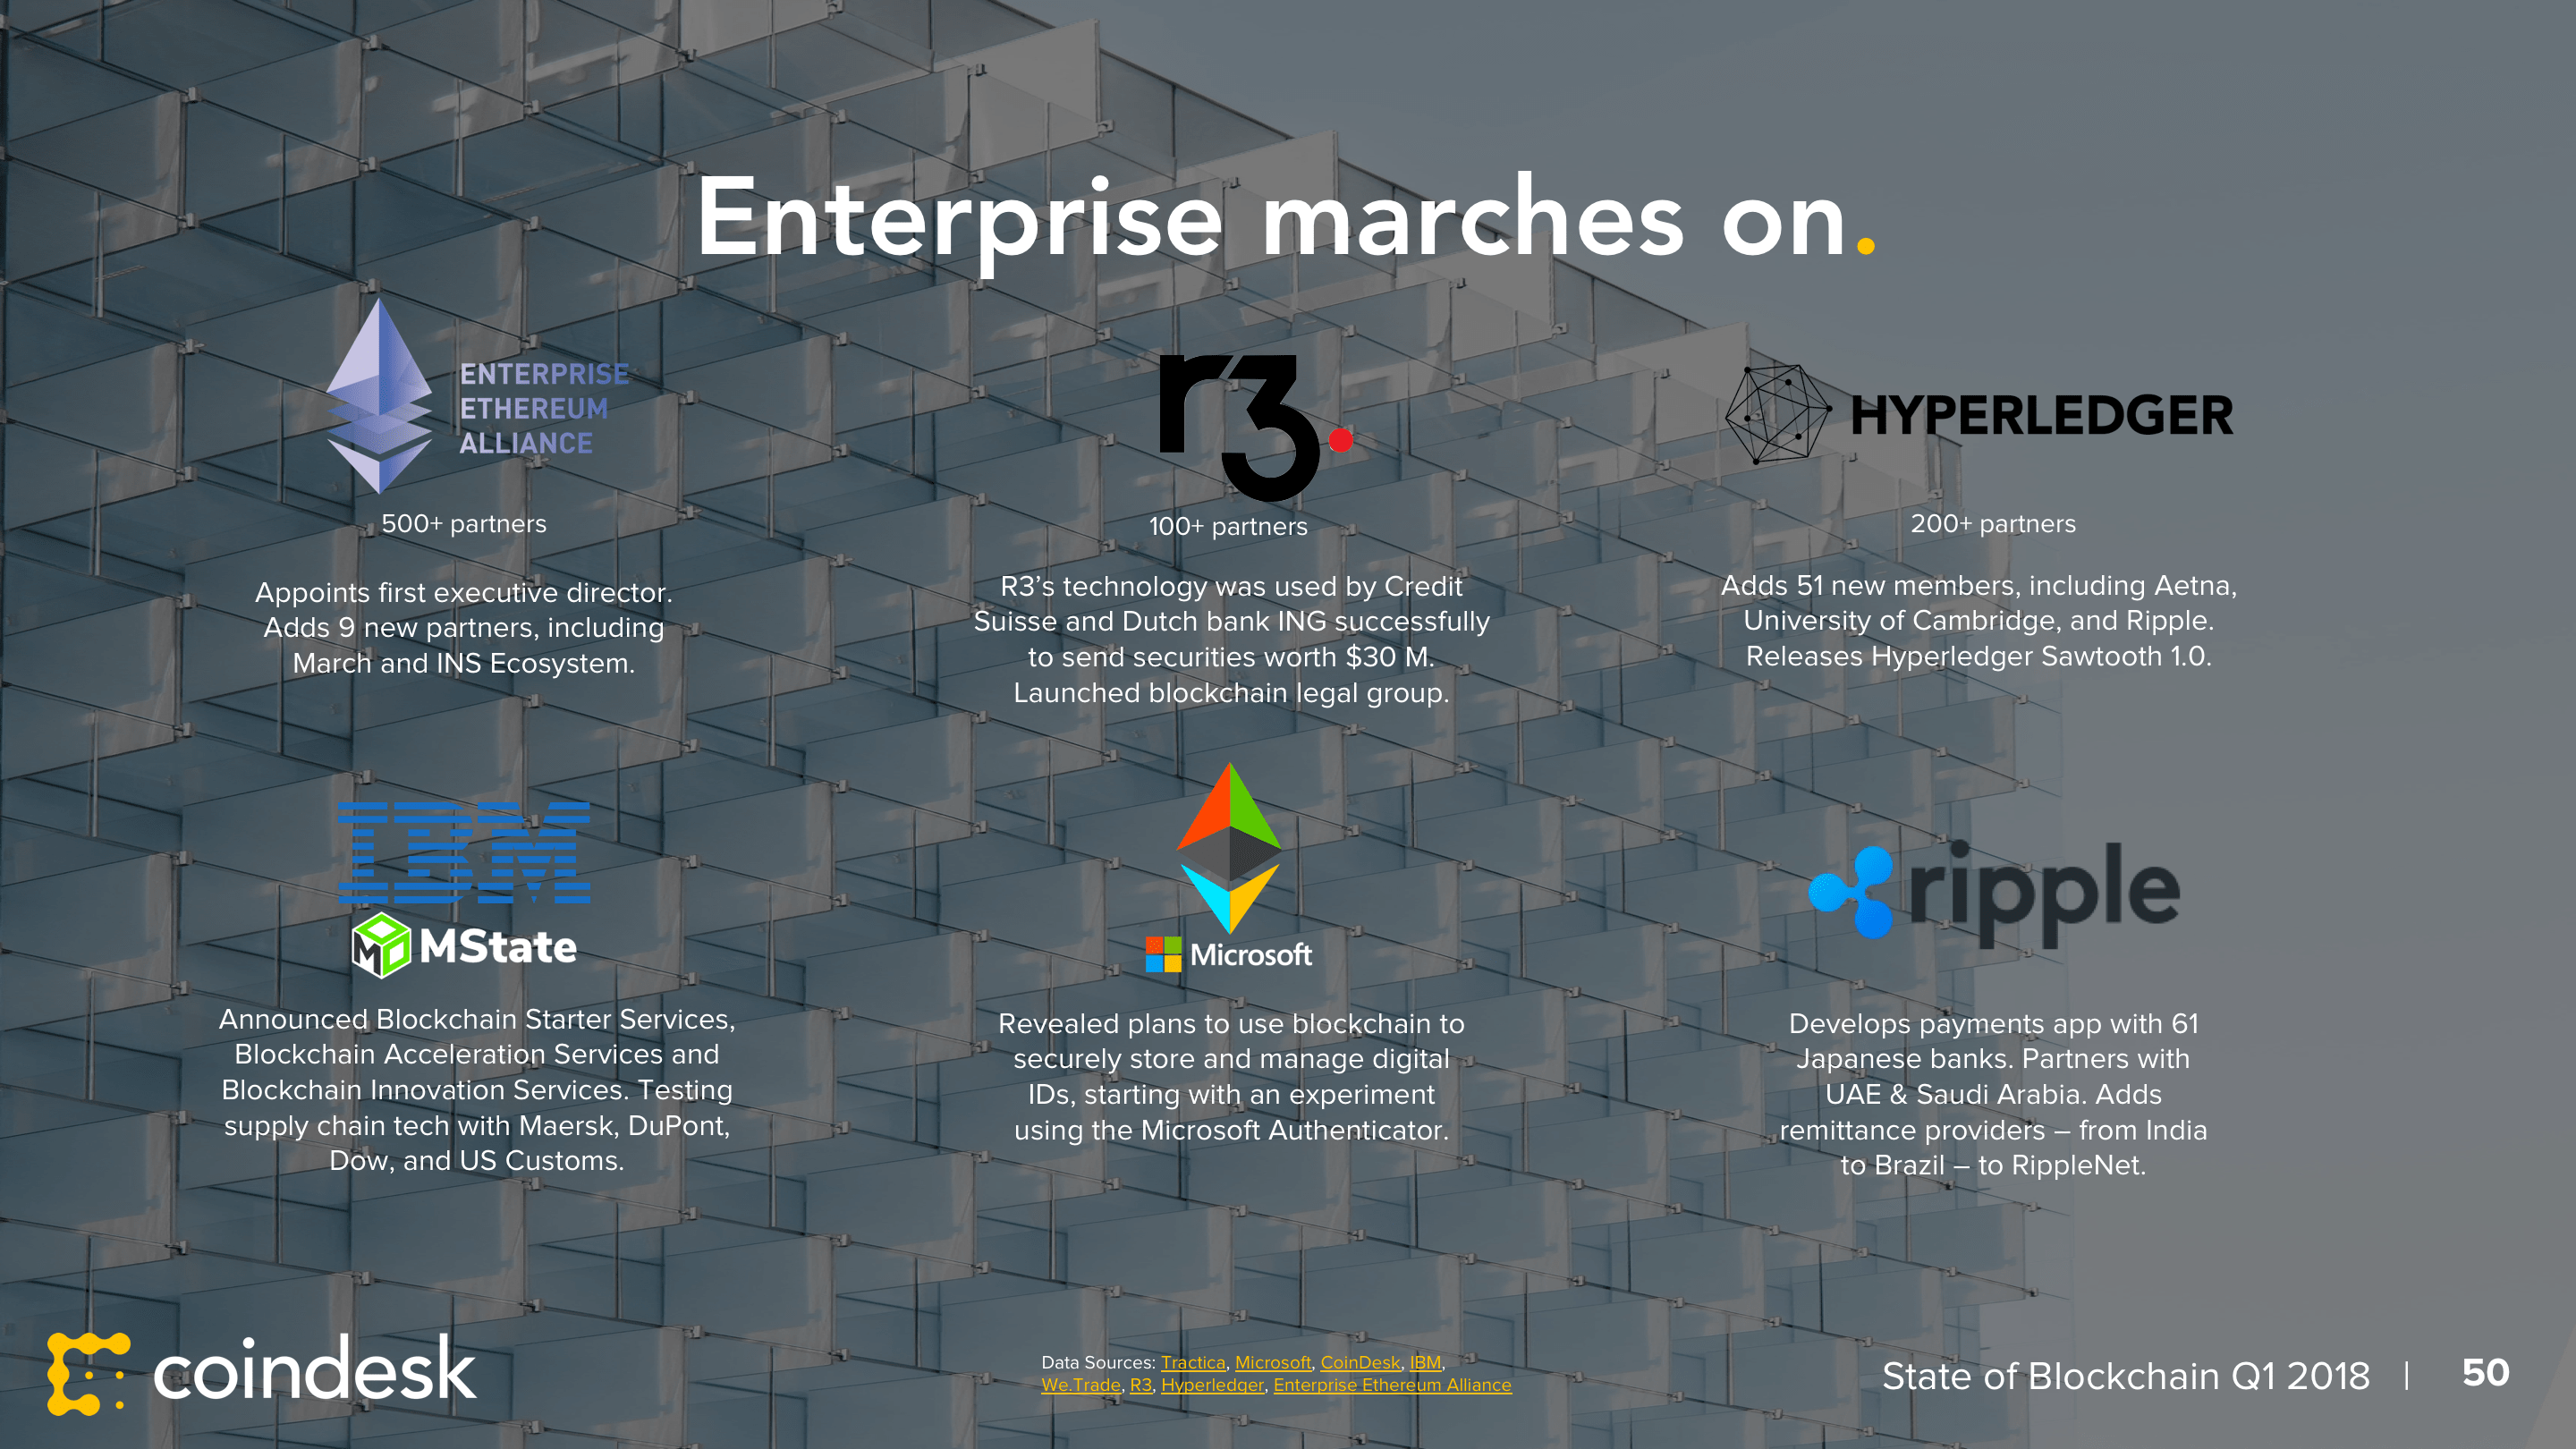 Enterprise marches on.
ENTERPRISE
ETHEREUM
ALLIANCE
500+ partners
Appoints first executive director.
Adds 9 new partners, including
March and INS Ecosystem.
r3.
100+ partners
R3’s technology was used by Credit
Suisse and Dutch bank ING successfully
to send securities worth $30 M.
Launched blockchain legal group.
HYPERLEDGER
200+ partners
Adds 51 new members, including Aetna,
University of Cambridge, and Ripple.
Releases Hyperledger Sawtooth 1.0.
IBM
MState
Announced Blockchain Starter Services,
Blockchain Acceleration Services and
Blockchain Innovation Services. Testing
supply chain tech with Maersk, DuPont,
Dow, and US Customs.
Microsoft
Revealed plans to use blockchain to
securely store and manage digital
IDs, starting with an experiment
using the Microsoft Authenticator.
ripple
Develops payments app with 61
Japanese banks. Partners with
UAE & Saudi Arabia. Adds
remittance providers – from India
to Brazil – to RippleNet.
coindesk
Data Sources: Tractica, Microsoft, CoinDesk, IBM,
We.Trade, R3, Hyperledger, Enterprise Ethereum Alliance
State of Blockchain Q1 2018 | 50